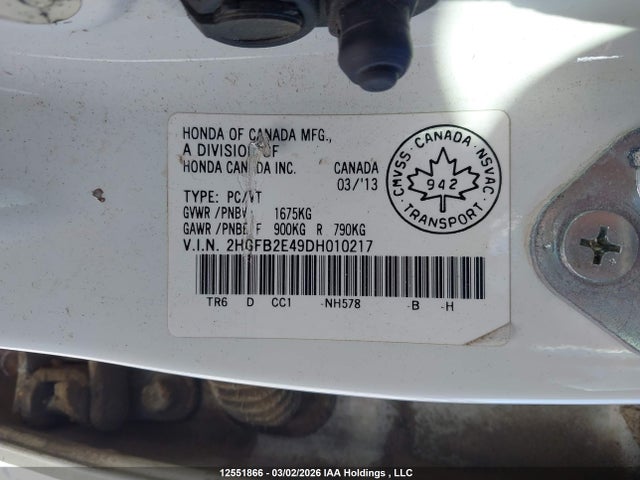 HONDA OF CANADA MFG.,
A DIVISION OF
HONDA CANADA INC. CANADA
03/'13
TYPE: PC/VT
GVWR /PNBV 1675KG
GAWR /PNBE F 900KG R 790KG
V.I.N. 2HGFB2E49DH010217
TR6 D CC1 -NH578 -B -H
CMVSS · CANADA · NSVAC
942
TRANSPORT
12551866 - 03/02/2026 IAA Holdings , LLC